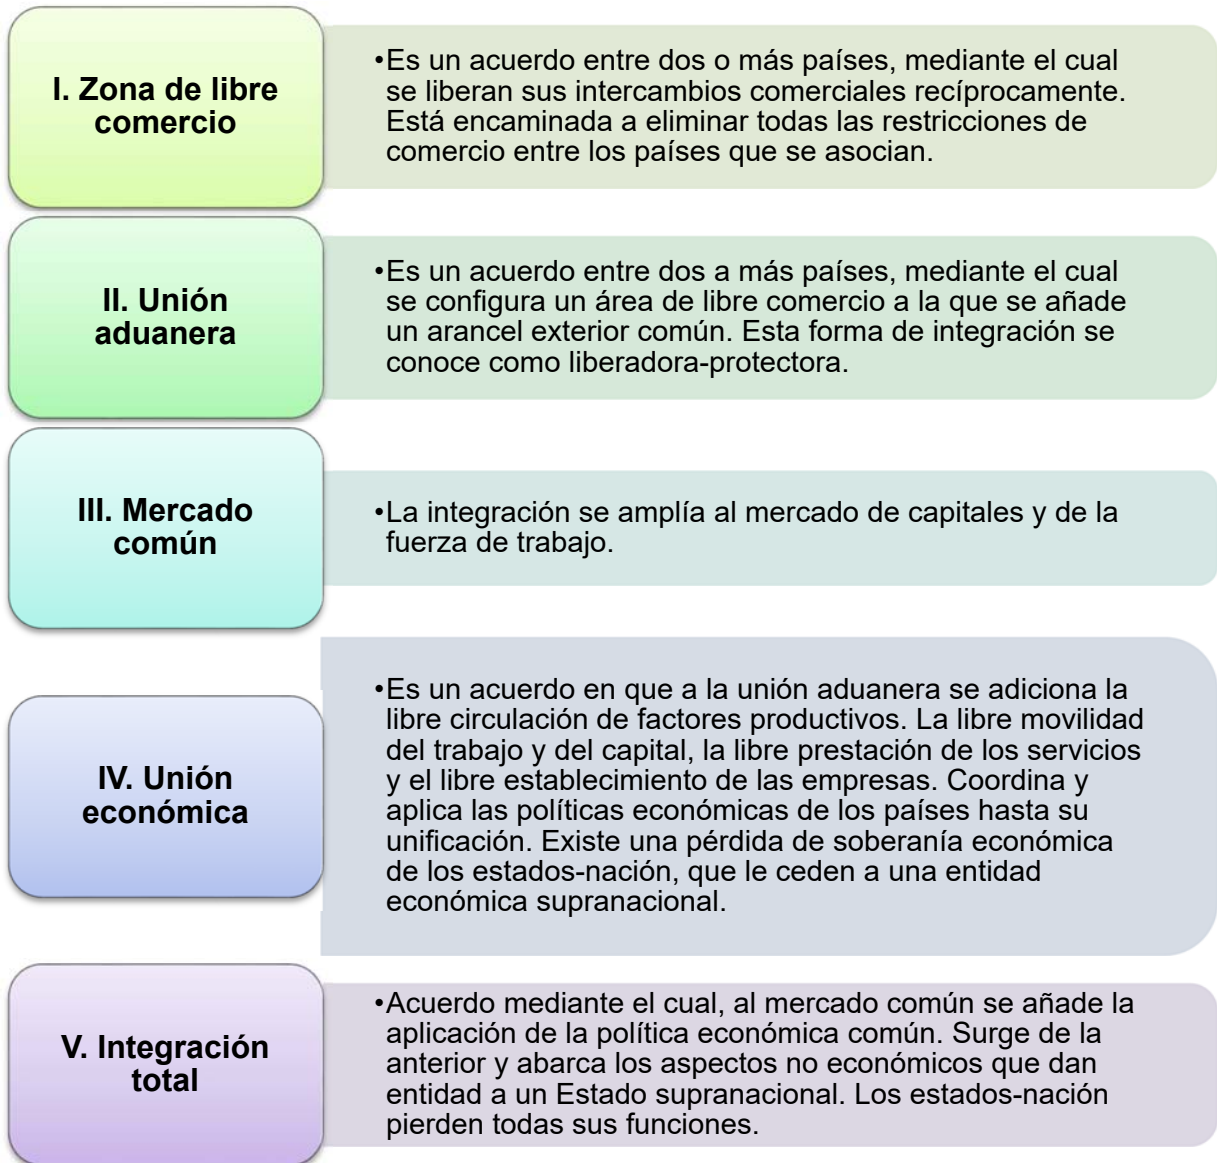 I. Zona de libre
comercio
•Es un acuerdo entre dos o más países, mediante el cual
se liberan sus intercambios comerciales recíprocamente.
Está encaminada a eliminar todas las restricciones de
comercio entre los países que se asocian.
II. Unión
aduanera
•Es un acuerdo entre dos a más países, mediante el cual
se configura un área de libre comercio a la que se añade
un arancel exterior común. Esta forma de integración se
conoce como liberadora-protectora.
III. Mercado
común
•La integración se amplía al mercado de capitales y de la
fuerza de trabajo.
IV. Unión
económica
•Es un acuerdo en que a la unión aduanera se adiciona la
libre circulación de factores productivos. La libre movilidad
del trabajo y del capital, la libre prestación de los servicios
y el libre establecimiento de las empresas. Coordina y
aplica las políticas económicas de los países hasta su
unificación. Existe una pérdida de soberanía económica
de los estados-nación, que le ceden a una entidad
económica supranacional.
V. Integración
total
•Acuerdo mediante el cual, al mercado común se añade la
aplicación de la política económica común. Surge de la
anterior y abarca los aspectos no económicos que dan
entidad a un Estado supranacional. Los estados-nación
pierden todas sus funciones.